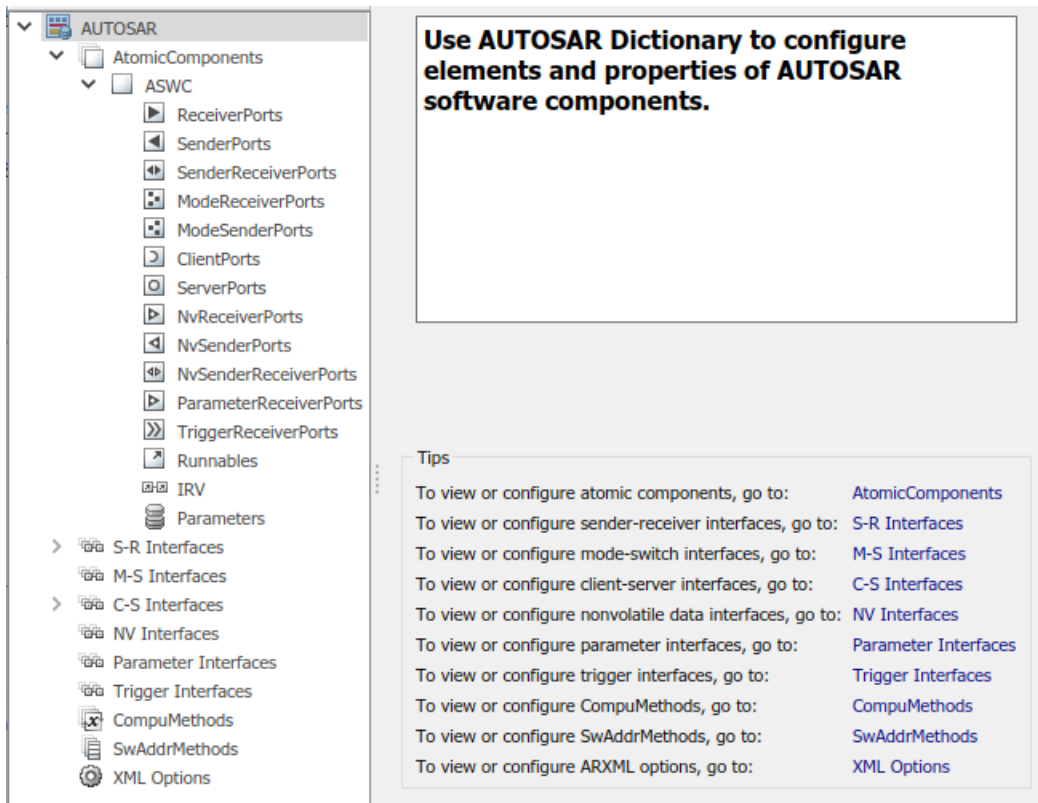 AUTOSAR
AtomicComponents
ASWC
ReceiverPorts
SenderPorts
SenderReceiverPorts
ModeReceiverPorts
ModeSenderPorts
ClientPorts
ServerPorts
NvReceiverPorts
NvSenderPorts
NvSenderReceiverPorts
ParameterReceiverPorts
TriggerReceiverPorts
Runnables
IRV
Parameters
S-R Interfaces
M-S Interfaces
C-S Interfaces
NV Interfaces
Parameter Interfaces
Trigger Interfaces
CompuMethods
SwAddrMethods
XML Options
Use AUTOSAR Dictionary to configure
elements and properties of AUTOSAR
software components.
Tips
To view or configure atomic components, go to: AtomicComponents
To view or configure sender-receiver interfaces, go to: S-R Interfaces
To view or configure mode-switch interfaces, go to: M-S Interfaces
To view or configure client-server interfaces, go to: C-S Interfaces
To view or configure nonvolatile data interfaces, go to: NV Interfaces
To view or configure parameter interfaces, go to: Parameter Interfaces
To view or configure trigger interfaces, go to: Trigger Interfaces
To view or configure CompuMethods, go to: CompuMethods
To view or configure SwAddrMethods, go to: SwAddrMethods
To view or configure ARXML options, go to: XML Options